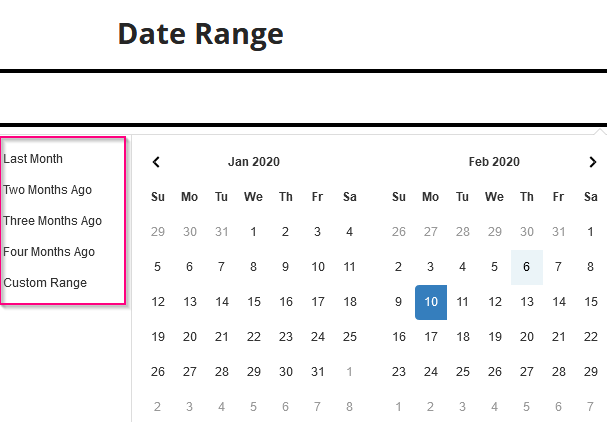 Date Range
Last Month
Two Months Ago
Three Months Ago
Four Months Ago
Custom Range
Jan 2020
Su Mo Tu We Th Fr Sa
29 30 31 1 2 3 4
5 6 7 8 9 10 11
12 13 14 15 16 17 18
19 20 21 22 23 24 25
26 27 28 29 30 31 1
2 3 4 5 6 7 8
Feb 2020
Su Mo Tu We Th Fr Sa
26 27 28 29 30 31 1
2 3 4 5 6 7 8
9 10 11 12 13 14 15
16 17 18 19 20 21 22
23 24 25 26 27 28 29
1 2 3 4 5 6 7